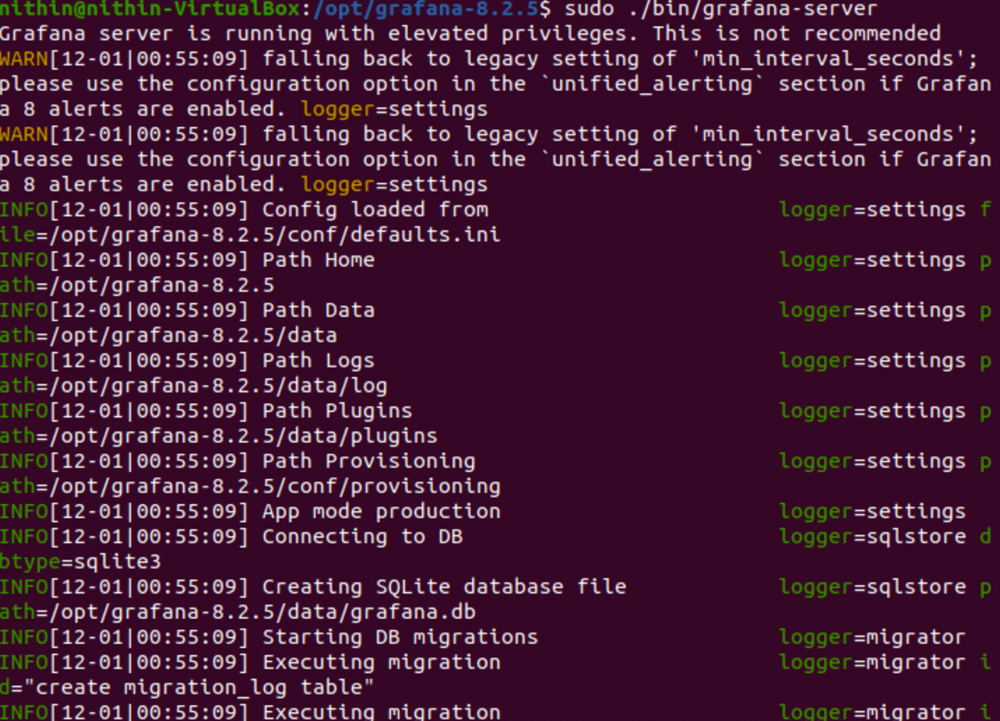 nithin@nithin-VirtualBox:/opt/grafana-8.2.5$ sudo ./bin/grafana-server
Grafana server is running with elevated privileges. This is not recommended
WARN[12-01|00:55:09] falling back to legacy setting of 'min_interval_seconds';
please use the configuration option in the `unified_alerting` section if Grafan
a 8 alerts are enabled. logger=settings
WARN[12-01|00:55:09] falling back to legacy setting of 'min_interval_seconds';
please use the configuration option in the `unified_alerting` section if Grafan
a 8 alerts are enabled. logger=settings
INFO[12-01|00:55:09] Config loaded from                       logger=settings f
ile=/opt/grafana-8.2.5/conf/defaults.ini
INFO[12-01|00:55:09] Path Home                                logger=settings p
ath=/opt/grafana-8.2.5
INFO[12-01|00:55:09] Path Data                                logger=settings p
ath=/opt/grafana-8.2.5/data
INFO[12-01|00:55:09] Path Logs                                logger=settings p
ath=/opt/grafana-8.2.5/data/log
INFO[12-01|00:55:09] Path Plugins                             logger=settings p
ath=/opt/grafana-8.2.5/data/plugins
INFO[12-01|00:55:09] Path Provisioning                        logger=settings p
ath=/opt/grafana-8.2.5/conf/provisioning
INFO[12-01|00:55:09] App mode production                      logger=settings
INFO[12-01|00:55:09] Connecting to DB                         logger=sqlstore d
btype=sqlite3
INFO[12-01|00:55:09] Creating SQLite database file            logger=sqlstore p
ath=/opt/grafana-8.2.5/data/grafana.db
INFO[12-01|00:55:09] Starting DB migrations                   logger=migrator
INFO[12-01|00:55:09] Executing migration                      logger=migrator i
d="create migration_log table"
INFO[12-01|00:55:09] Executing migration                      logger=migrator i